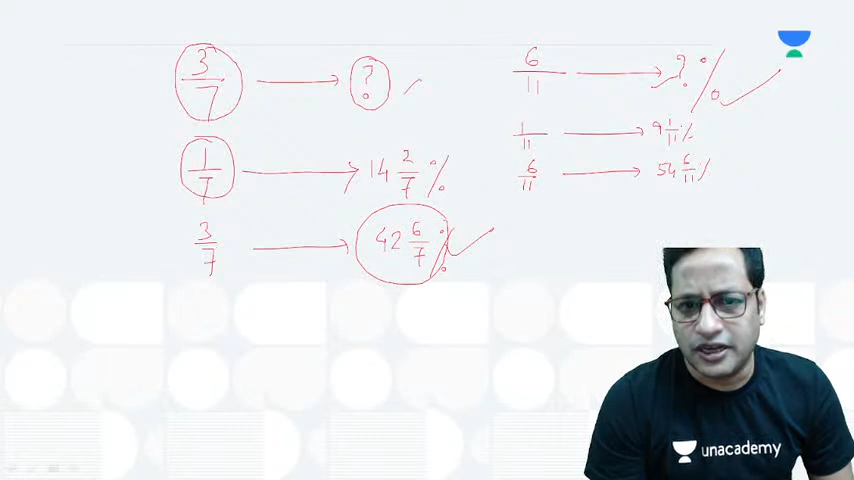 3/7 → ?
1/7 → 14 2/7 %
3/7 → 42 6/7 %
6/11 → ? %
1/11 → 9 1/11 %
6/11 → 54 6/11 %
unacademy